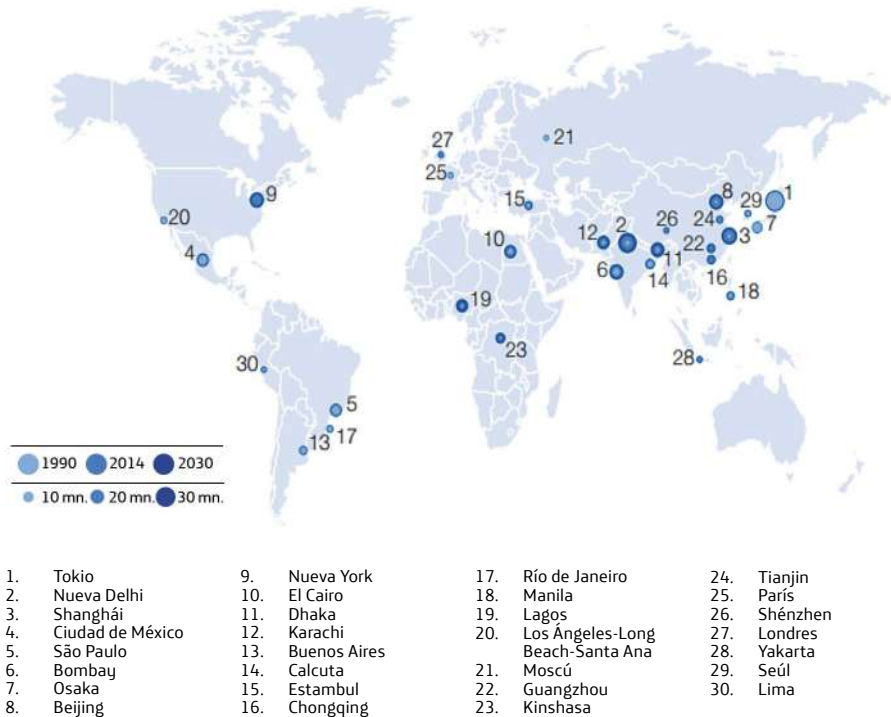 27
21
25
9
15
8
1
29
20
12
2
26
24
7
4
10
3
22
11
6
14
16
18
19
23
28
30
5
13
17
1990 2014 2030
10 mn. 20 mn. 30 mn.
1. Tokio
2. Nueva Delhi
3. Shanghái
4. Ciudad de México
5. São Paulo
6. Bombay
7. Osaka
8. Beijing
9. Nueva York
10. El Cairo
11. Dhaka
12. Karachi
13. Buenos Aires
14. Calcuta
15. Estambul
16. Chongqing
17. Río de Janeiro
18. Manila
19. Lagos
20. Los Ángeles-Long
Beach-Santa Ana
21. Moscú
22. Guangzhou
23. Kinshasa
24. Tianjin
25. París
26. Shénzhen
27. Londres
28. Yakarta
29. Seúl
30. Lima